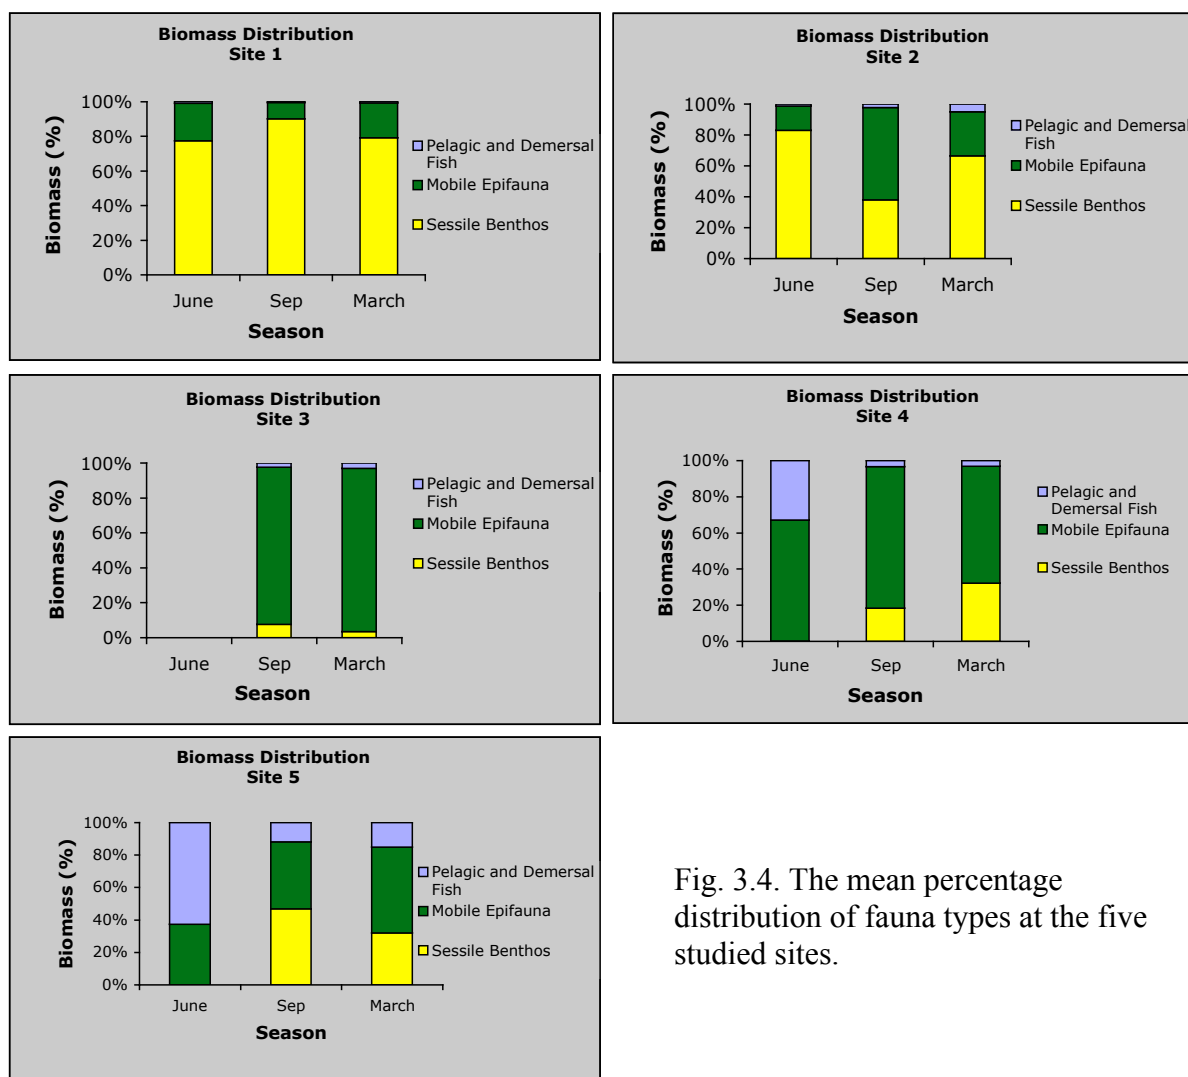 Biomass Distribution
Site 1
100%
80%
60%
40%
20%
0%
Biomass (%)
June
Sep
March
Season
Pelagic and Demersal
Fish
Mobile Epifauna
Sessile Benthos
Biomass Distribution
Site 2
100%
80%
60%
40%
20%
0%
Biomass (%)
June
Sep
March
Season
Pelagic and Demersal
Fish
Mobile Epifauna
Sessile Benthos
Biomass Distribution
Site 3
100%
80%
60%
40%
20%
0%
Biomass (%)
June
Sep
March
Season
Pelagic and Demersal
Fish
Mobile Epifauna
Sessile Benthos
Biomass Distribution
Site 4
100%
80%
60%
40%
20%
0%
Biomass (%)
June
Sep
March
Season
Pelagic and
Demersal Fish
Mobile Epifauna
Sessile Benthos
Biomass Distribution
Site 5
100%
80%
60%
40%
20%
0%
Biomass (%)
June
Sep
March
Season
Pelagic and Demersal
Fish
Mobile Epifauna
Sessile Benthos
Fig. 3.4. The mean percentage
distribution of fauna types at the five
studied sites.